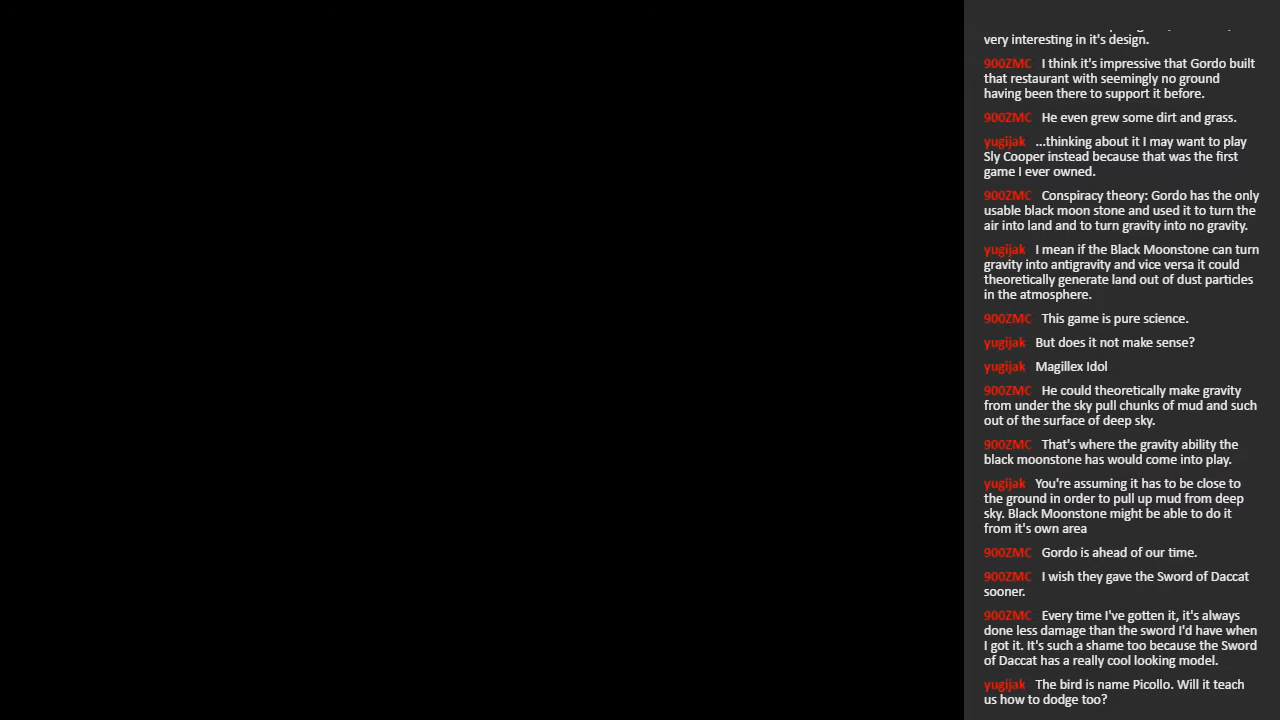 very interesting in it's design.
900ZMC I think it's impressive that Gordo built
that restaurant with seemingly no ground
having been there to support it before.
900ZMC He even grew some dirt and grass.
yugijak ...thinking about it I may want to play
Sly Cooper instead because that was the first
game I ever owned.
900ZMC Conspiracy theory: Gordo has the only
usable black moon stone and used it to turn the
air into land and to turn gravity into no gravity.
yugijak I mean if the Black Moonstone can turn
gravity into antigravity and vice versa it could
theoretically generate land out of dust particles
in the atmosphere.
900ZMC This game is pure science.
yugijak But does it not make sense?
yugijak Magillex Idol
900ZMC He could theoretically make gravity
from under the sky pull chunks of mud and such
out of the surface of deep sky.
900ZMC That's where the gravity ability the
black moonstone has would come into play.
yugijak You're assuming it has to be close to
the ground in order to pull up mud from deep
sky. Black Moonstone might be able to do it
from it's own area
900ZMC Gordo is ahead of our time.
900ZMC I wish they gave the Sword of Daccat
sooner.
900ZMC Every time I've gotten it, it's always
done less damage than the sword I'd have when
I got it. It's such a shame too because the Sword
of Daccat has a really cool looking model.
yugijak The bird is name Picollo. Will it teach
us how to dodge too?